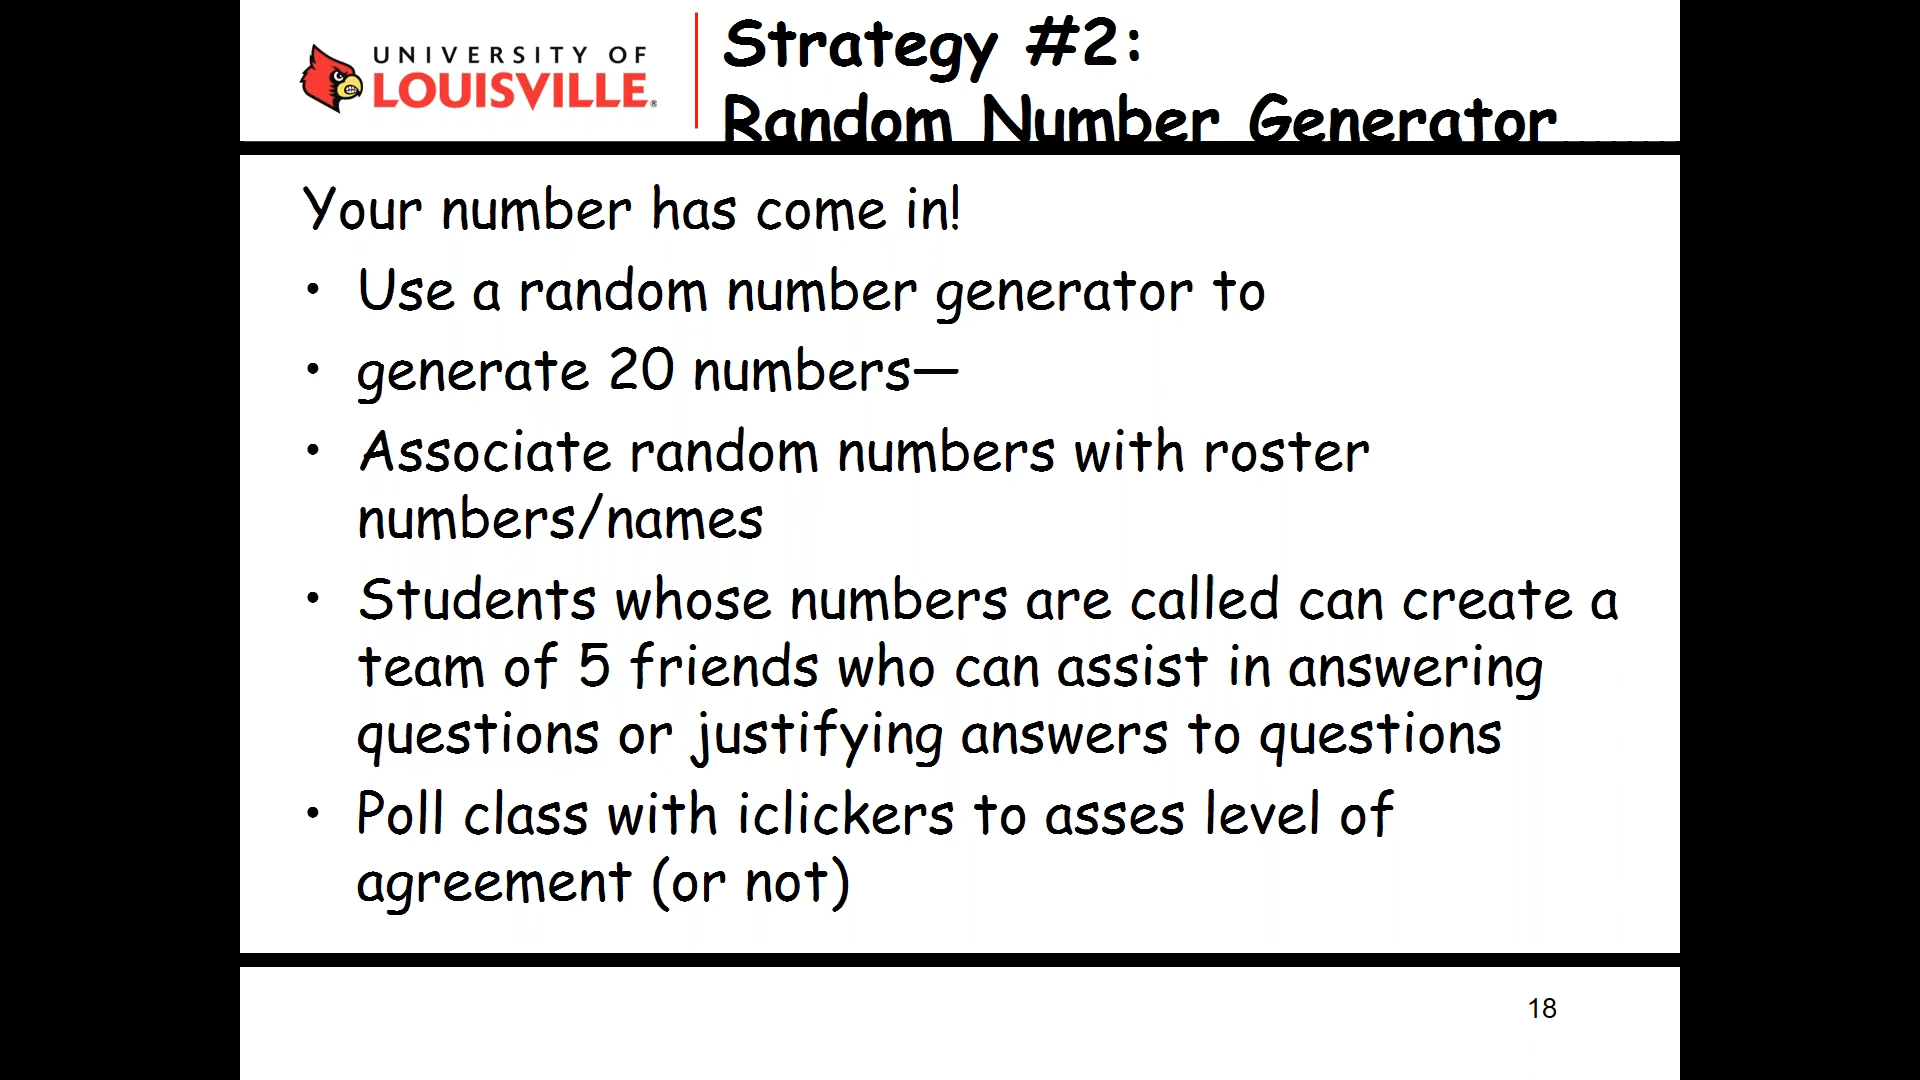 UNIVERSITY OF
LOUISVILLE®
Strategy #2:
Random Number Generator
Your number has come in!
• Use a random number generator to
• generate 20 numbers—
• Associate random numbers with roster
numbers/names
• Students whose numbers are called can create a
team of 5 friends who can assist in answering
questions or justifying answers to questions
• Poll class with iclickers to asses level of
agreement (or not)
18